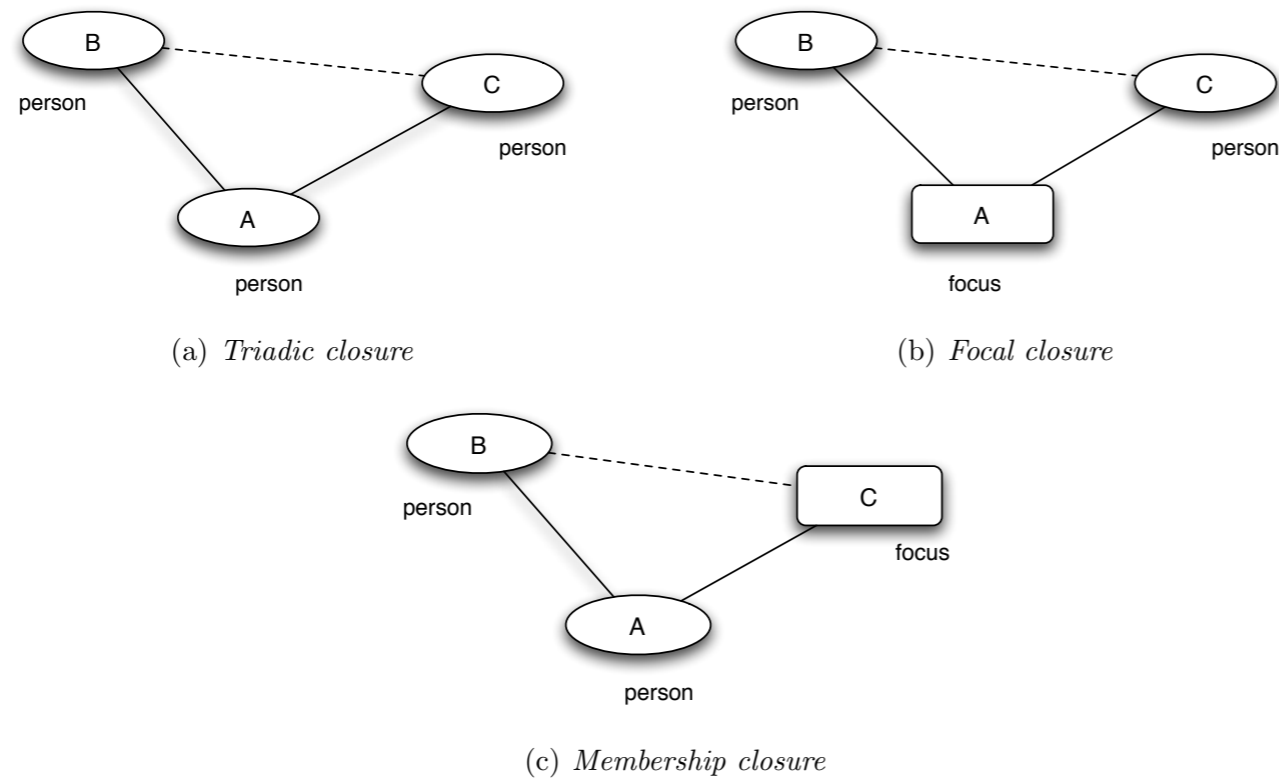 B
C
person
person
A
person
(a) Triadic closure
B
C
person
person
A
focus
(b) Focal closure
B
C
person
focus
A
person
(c) Membership closure